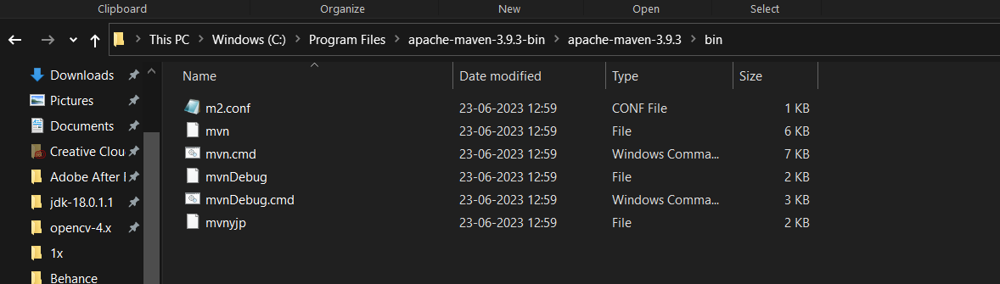 Clipboard Organize New Open Select
This PC Windows (C:) Program Files apache-maven-3.9.3-bin apache-maven-3.9.3 bin
Downloads
Pictures
Documents
Creative Clou
Adobe After
jdk-18.0.1.1
opencv-4.x
1x
Behance
Name Date modified Type Size
m2.conf 23-06-2023 12:59 CONF File 1 KB
mvn 23-06-2023 12:59 File 6 KB
mvn.cmd 23-06-2023 12:59 Windows Comma... 7 KB
mvnDebug 23-06-2023 12:59 File 2 KB
mvnDebug.cmd 23-06-2023 12:59 Windows Comma... 3 KB
mvnyjp 23-06-2023 12:59 File 2 KB